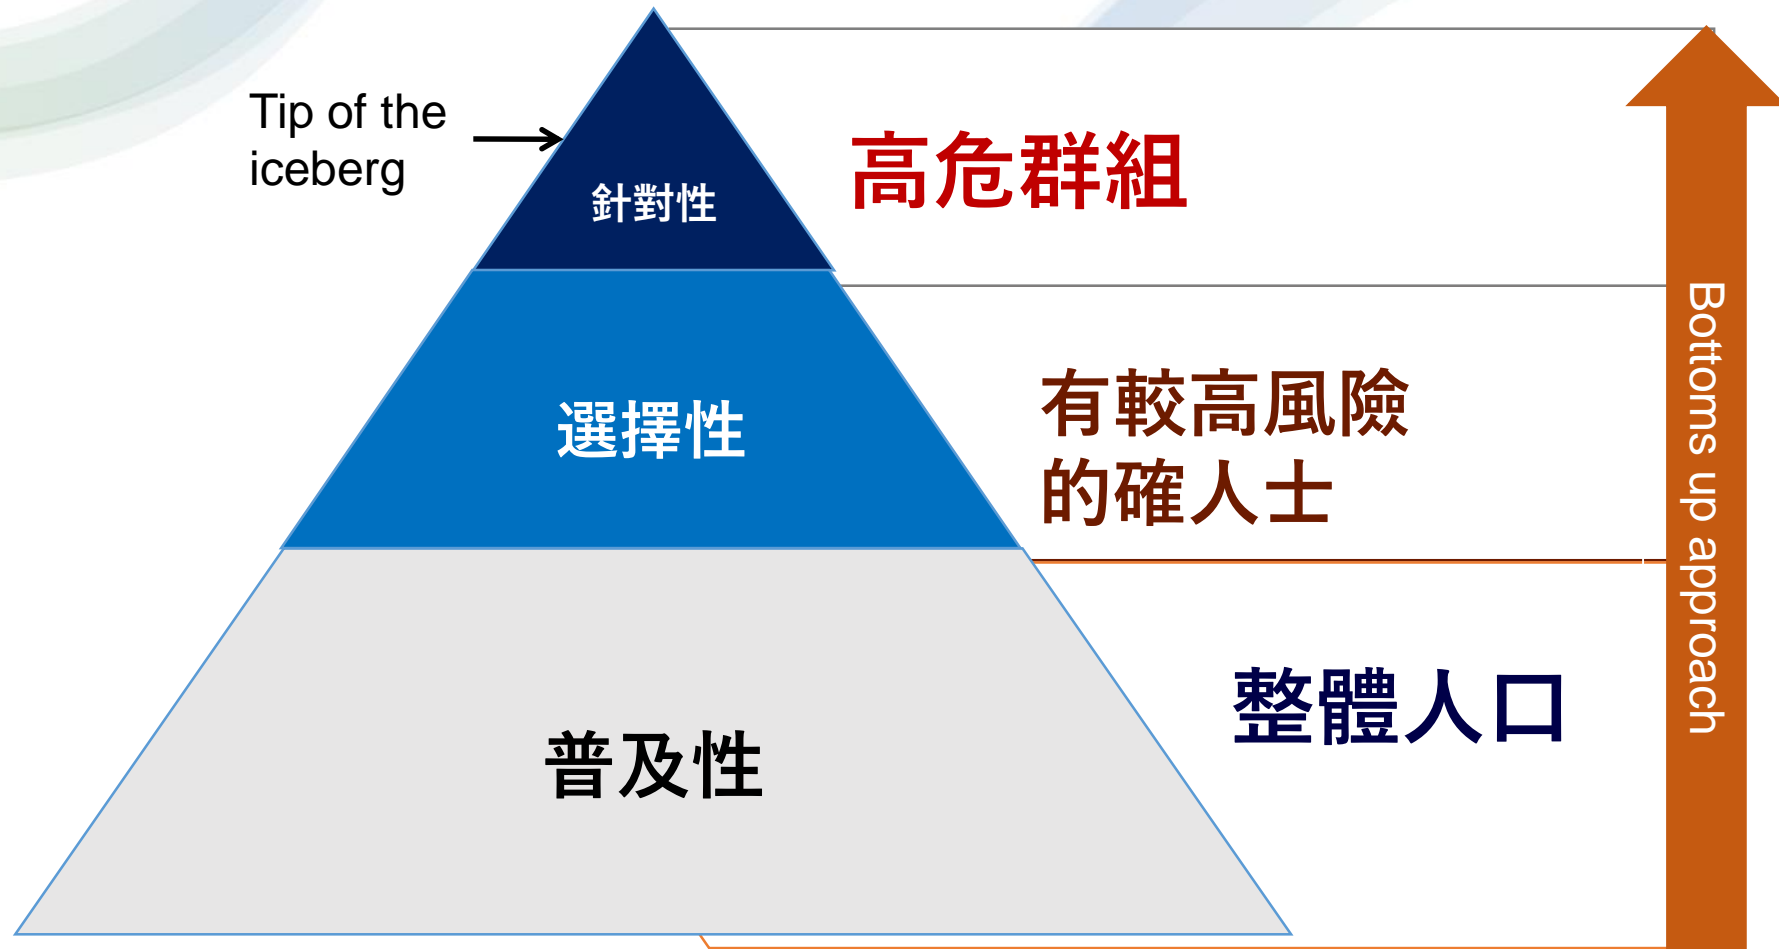 Tip of the
iceberg
針對性
高危群組
選擇性
有較高風險
的確人士
普及性
整體人口
Bottoms up approach